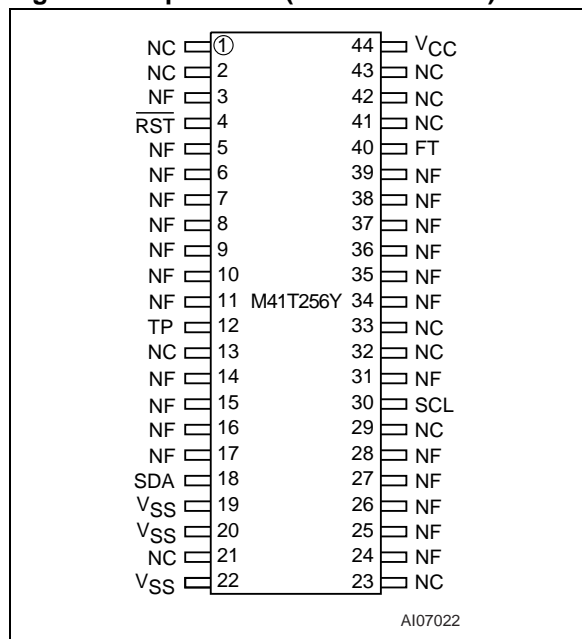 NC 1 44 VCC
NC 2 43 NC
NF 3 42 NC
RST 4 41 NC
NF 5 40 FT
NF 6 39 NF
NF 7 38 NF
NF 8 37 NF
NF 9 36 NF
NF 10 35 NF
NF 11 M41T256Y 34 NF
TP 12 33 NC
NC 13 32 NC
NF 14 31 NF
NF 15 30 SCL
NF 16 29 NC
NF 17 28 NF
SDA 18 27 NF
VSS 19 26 NF
VSS 20 25 NF
NC 21 24 NF
VSS 22 23 NC
AI07022